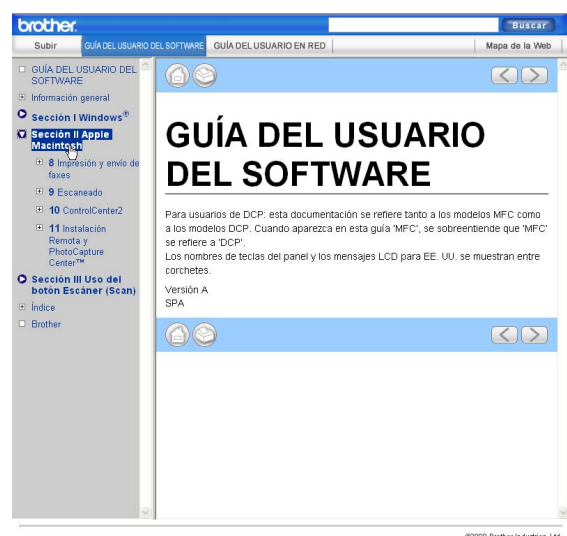 brother.
Buscar
Subir
GUÍA DEL USUARIO DEL SOFTWARE
GUÍA DEL USUARIO EN RED
Mapa de la Web
GUÍA DEL USUARIO DEL
SOFTWARE
Información general
Sección I Windows®
Sección II Apple
Macintosh
8 Impresión y envío de
faxes
9 Escaneado
10 ControlCenter2
11 Instalación
Remota y
PhotoCapture
Center™
Sección III Uso del
botón Escáner (Scan)
Índice
Brother
GUÍA DEL USUARIO
DEL SOFTWARE
Para usuarios de DCP: esta documentación se refiere tanto a los modelos MFC como
a los modelos DCP. Cuando aparezca en esta guía 'MFC', se sobreentiende que 'MFC'
se refiere a 'DCP'.
Los nombres de teclas del panel y los mensajes LCD para EE. UU. se muestran entre
corchetes.
Versión A
SPA